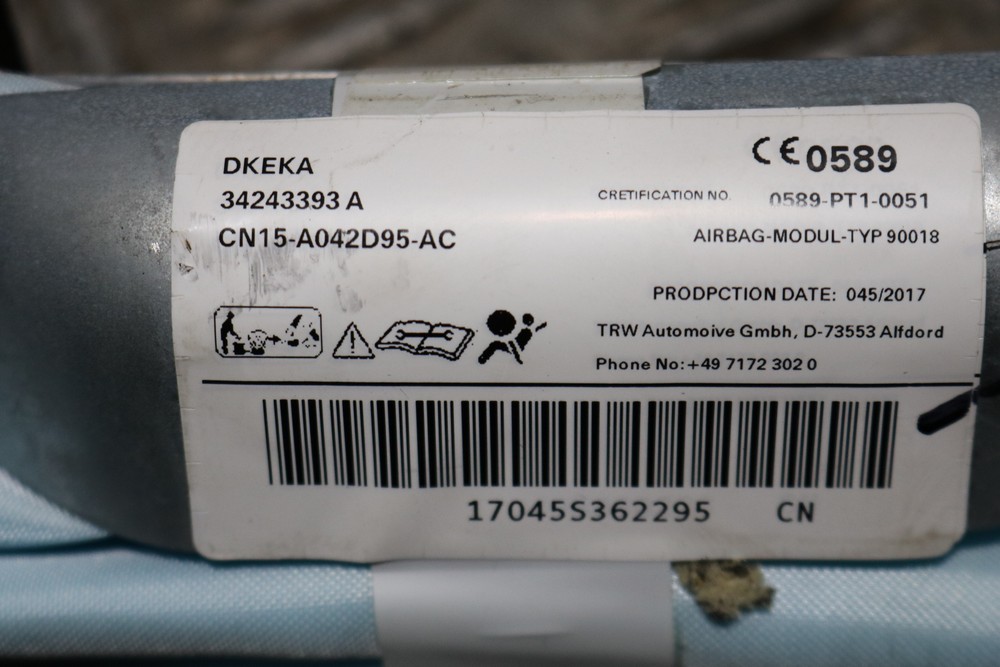 DKEKA
34243393 A
CN15-A042D95-AC
CE 0589
CRETIFICATION NO. 0589-PT1-0051
AIRBAG-MODUL-TYP 90018
PRODPCTION DATE: 045/2017
TRW Automoive Gmbh, D-73553 Alfdord
Phone No:+49 7172 302 0
17045S362295 CN